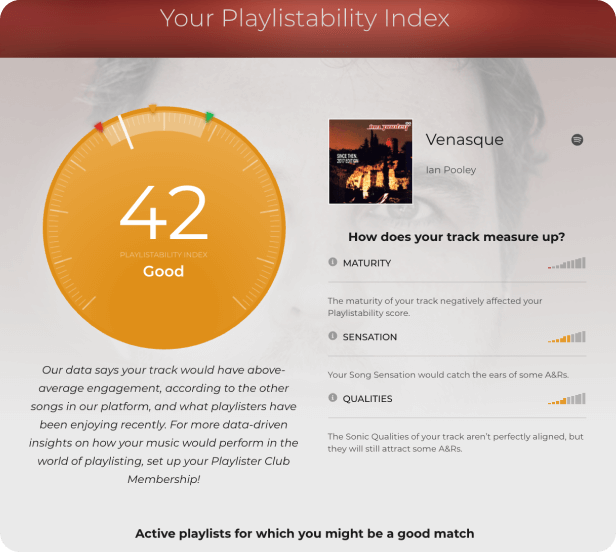 Your Playlistability Index
42
PLAYLISTABILITY INDEX
Good
Our data says your track would have above-
average engagement, according to the other
songs in our platform, and what playlisters have
been enjoying recently. For more data-driven
insights on how your music would perform in the
world of playlisting, set up your Playlister Club
Membership!
ian pooley
SINCE THEN
2017 EDITION
Venasque
Ian Pooley
How does your track measure up?
MATURITY
The maturity of your track negatively affected your
Playlistability score.
SENSATION
Your Song Sensation would catch the ears of some A&Rs.
QUALITIES
The Sonic Qualities of your track aren't perfectly aligned, but
they will still attract some A&Rs.
Active playlists for which you might be a good match